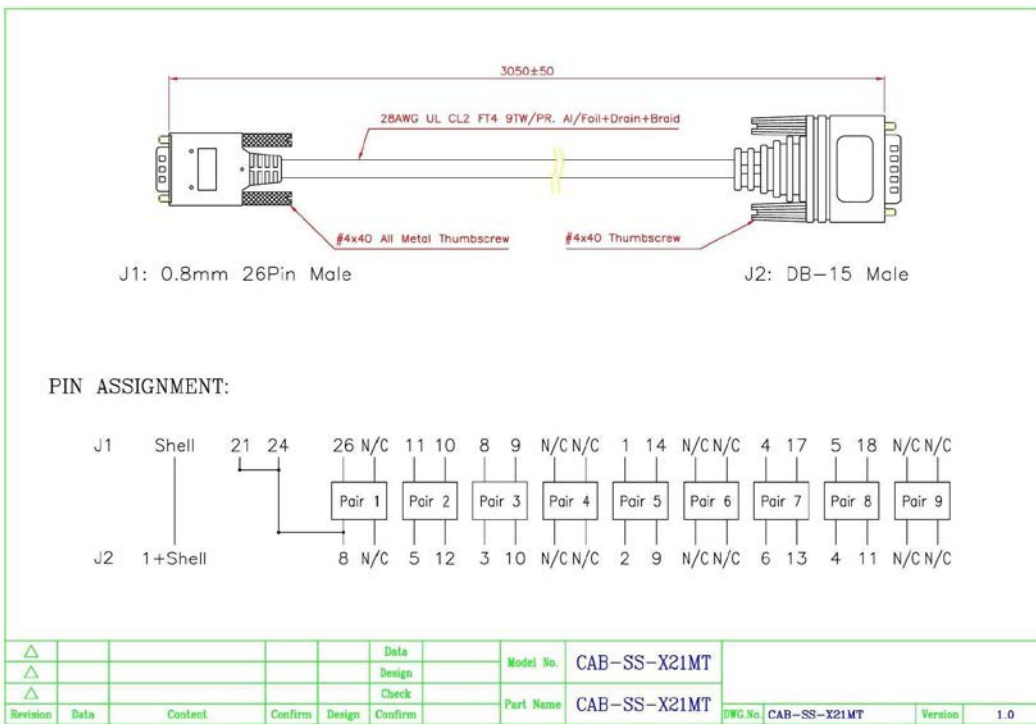 3050±50
28AWG UL CL2 FT4 9TW/PR. Al/Foil+Drain+Braid
#4x40 All Metal Thumbscrew
#4x40 Thumbscrew
J1: 0.8mm 26Pin Male
J2: DB-15 Male
PIN ASSIGNMENT:
J1 Shell 21 24 26 N/C 11 10 8 9 N/C N/C 1 14 N/C N/C 4 17 5 18 N/C N/C
Pair 1 Pair 2 Pair 3 Pair 4 Pair 5 Pair 6 Pair 7 Pair 8 Pair 9
J2 1+Shell 8 N/C 5 12 3 10 N/C N/C 2 9 N/C N/C 6 13 4 11 N/C N/C
Data
Model No. CAB-SS-X21MT
Design
Check
Part Name CAB-SS-X21MT
Revision Data Content Confirm Design Confirm
DWG.No. CAB-SS-X21MT Version 1.0